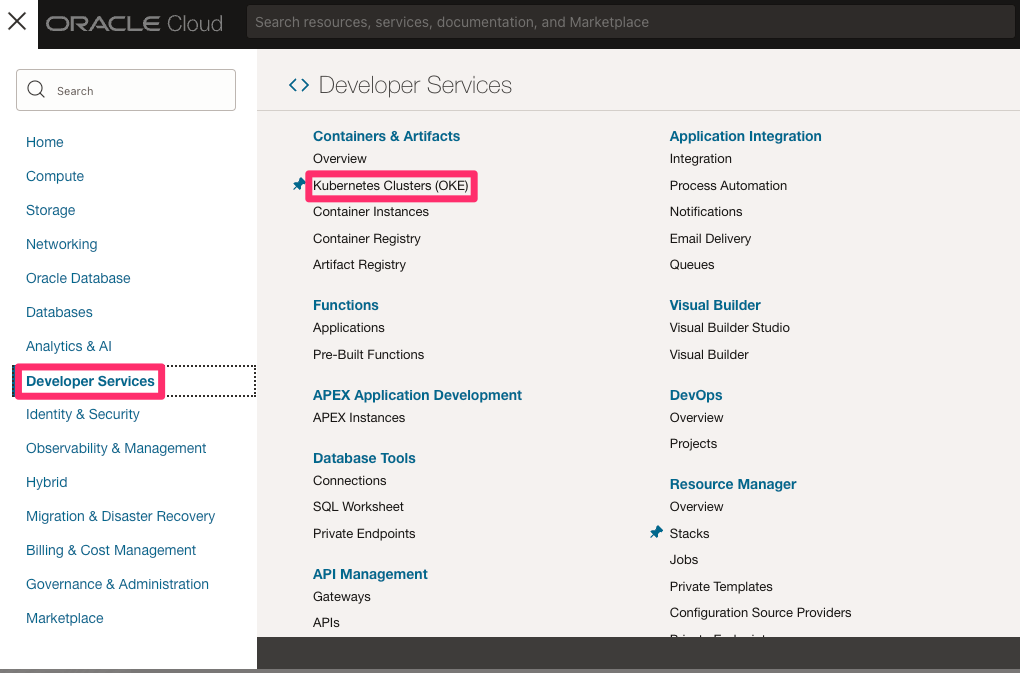 ORACLE Cloud
Search resources, services, documentation, and Marketplace
Search
Home
Compute
Storage
Networking
Oracle Database
Databases
Analytics & AI
Developer Services
Identity & Security
Observability & Management
Hybrid
Migration & Disaster Recovery
Billing & Cost Management
Governance & Administration
Marketplace
Developer Services
Containers & Artifacts
Overview
Kubernetes Clusters (OKE)
Container Instances
Container Registry
Artifact Registry
Functions
Applications
Pre-Built Functions
APEX Application Development
APEX Instances
Database Tools
Connections
SQL Worksheet
Private Endpoints
API Management
Gateways
APIs
Application Integration
Integration
Process Automation
Notifications
Email Delivery
Queues
Visual Builder
Visual Builder Studio
Visual Builder
DevOps
Overview
Projects
Resource Manager
Overview
Stacks
Jobs
Private Templates
Configuration Source Providers